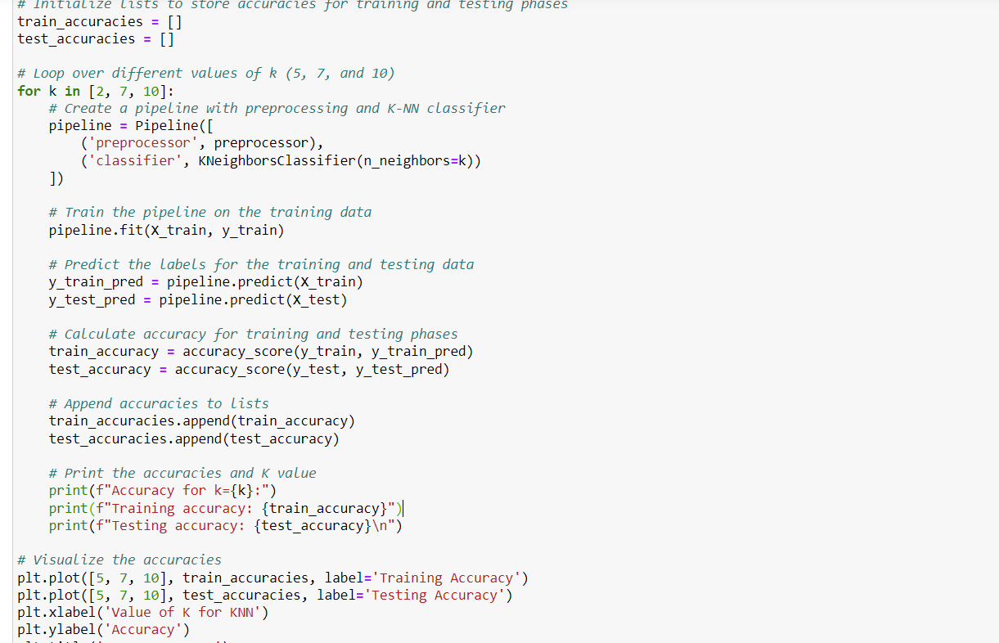 # Initialize lists to store accuracies for training and testing phases
train_accuracies = []
test_accuracies = []
# Loop over different values of k (5, 7, and 10)
for k in [2, 7, 10]:
    # Create a pipeline with preprocessing and K-NN classifier
    pipeline = Pipeline([
        ('preprocessor', preprocessor),
        ('classifier', KNeighborsClassifier(n_neighbors=k))
    ])
    # Train the pipeline on the training data
    pipeline.fit(X_train, y_train)
    # Predict the labels for the training and testing data
    y_train_pred = pipeline.predict(X_train)
    y_test_pred = pipeline.predict(X_test)
    # Calculate accuracy for training and testing phases
    train_accuracy = accuracy_score(y_train, y_train_pred)
    test_accuracy = accuracy_score(y_test, y_test_pred)
    # Append accuracies to lists
    train_accuracies.append(train_accuracy)
    test_accuracies.append(test_accuracy)
    # Print the accuracies and K value
    print(f"Accuracy for k={k}:")
    print(f"Training accuracy: {train_accuracy}")
    print(f"Testing accuracy: {test_accuracy}\n")
# Visualize the accuracies
plt.plot([5, 7, 10], train_accuracies, label='Training Accuracy')
plt.plot([5, 7, 10], test_accuracies, label='Testing Accuracy')
plt.xlabel('Value of K for KNN')
plt.ylabel('Accuracy')